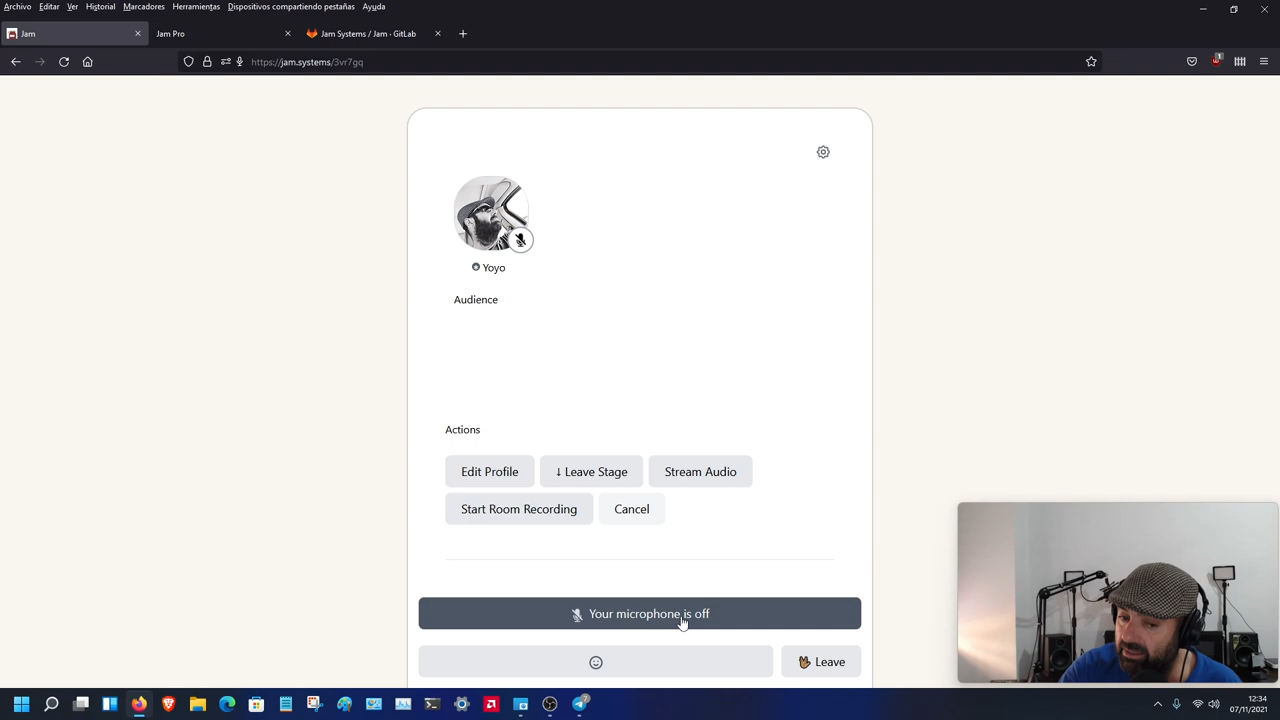 Archivo Editar Ver Historial Marcadores Herramientas Dispositivos compartiendo pestañas Ayuda
Jam
Jam Pro
Jam Systems / Jam · GitLab
https://jam.systems/3vr7gq
1
Yoyo
Audience
Actions
Edit Profile
↓ Leave Stage
Stream Audio
Start Room Recording
Cancel
Your microphone is off
Leave
7
12:34
07/11/2021